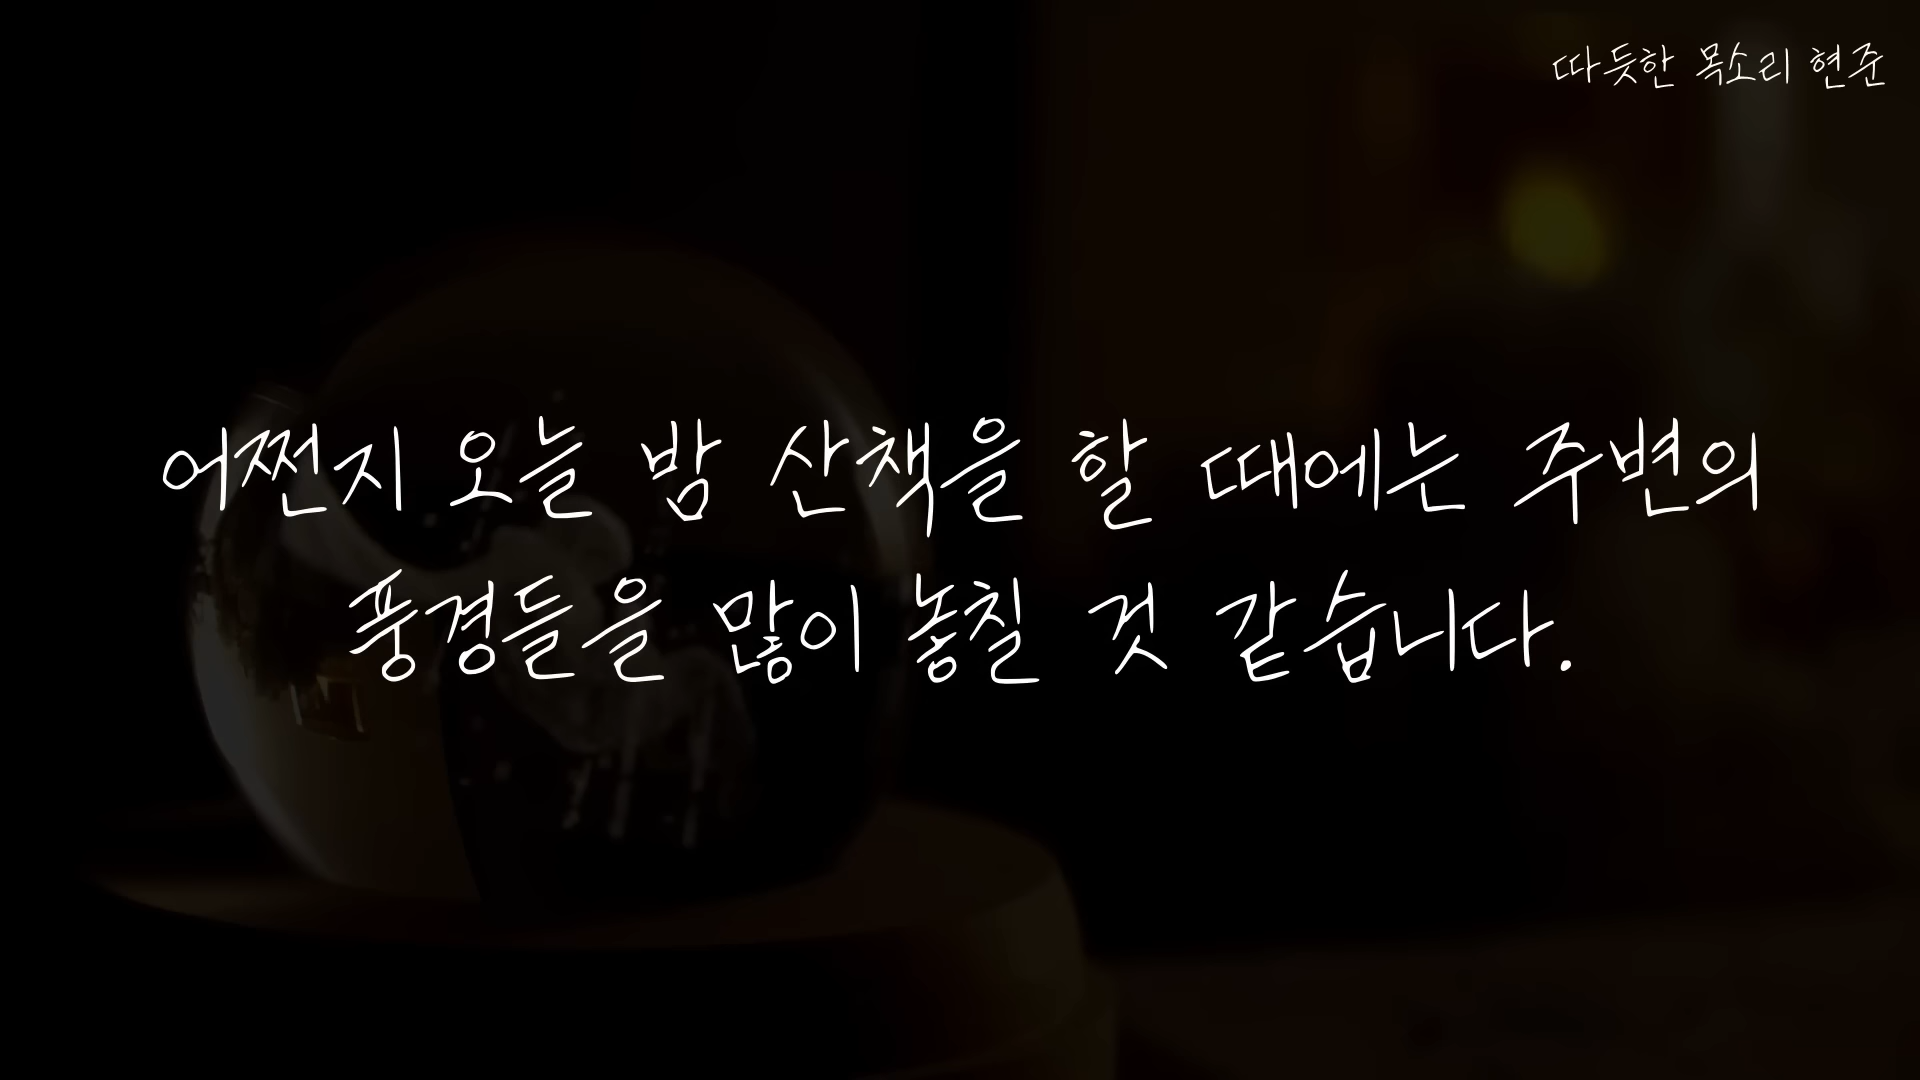 따듯한 목소리 현준
어쩐지 오늘 밤 산책을 할 때에는 주변의
풍경들을 많이 놓칠 것 같습니다.